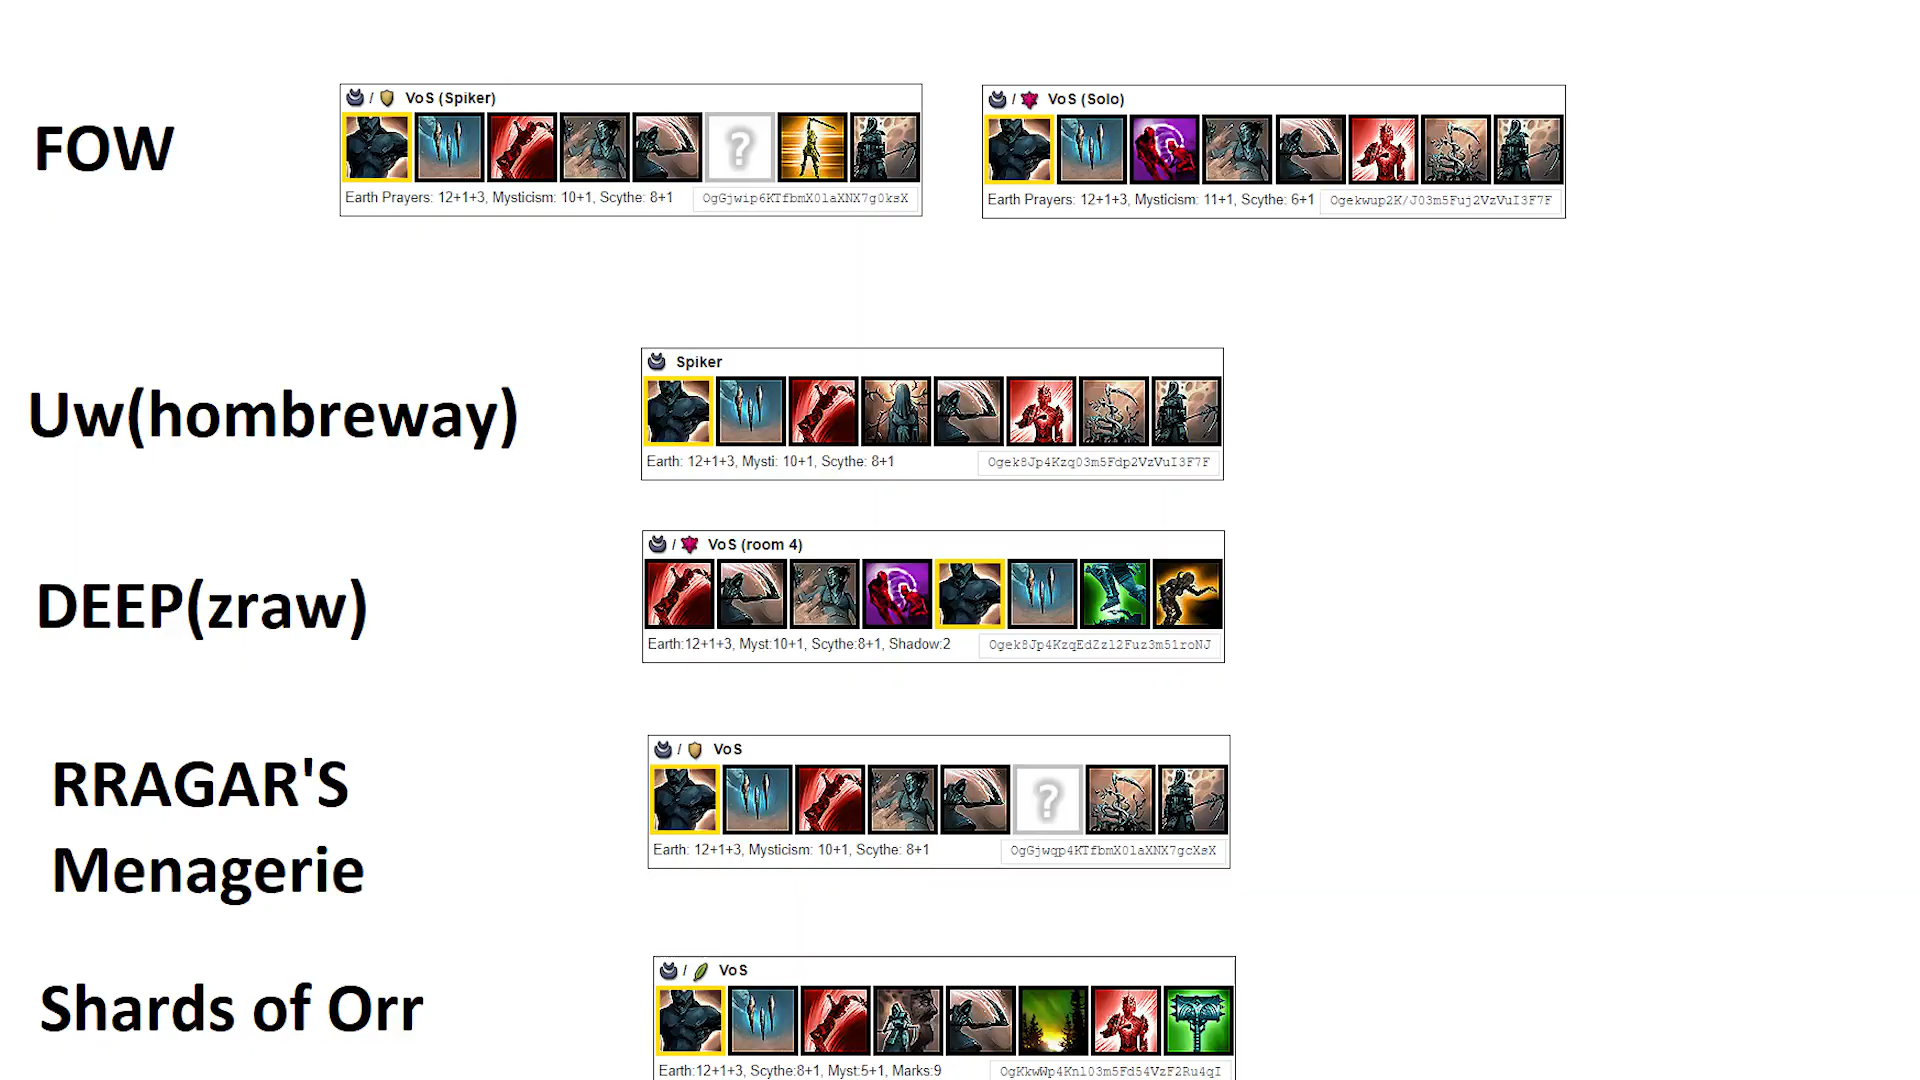 FOW
/ VoS (Spiker)
?
Earth Prayers: 12+1+3, Mysticism: 10+1, Scythe: 8+1
OgGjwip6KTfbmX0laXNX7g0ksX
/ VoS (Solo)
Earth Prayers: 12+1+3, Mysticism: 11+1, Scythe: 6+1
Ogekwup2K/J03m5Fuj2VzVuI3F7F
Uw(hombreway)
Spiker
Earth: 12+1+3, Mysti: 10+1, Scythe: 8+1
Ogek8Jp4Kzq03m5Fdp2VzVuI3F7F
DEEP(zraw)
/ VoS (room 4)
Earth:12+1+3, Myst:10+1, Scythe:8+1, Shadow:2
Ogek8Jp4KzqEdZzl2Fuz3m51roNJ
RRAGAR'S
Menagerie
/ VoS
?
Earth: 12+1+3, Mysticism: 10+1, Scythe: 8+1
OgGjwqp4KTfbmX0laXNX7gcXsX
Shards of Orr
/ VoS
Earth:12+1+3, Scythe:8+1, Myst:5+1, Marks:9
OgKkwWp4Knl03m5Fd54VzF2Ru4qI